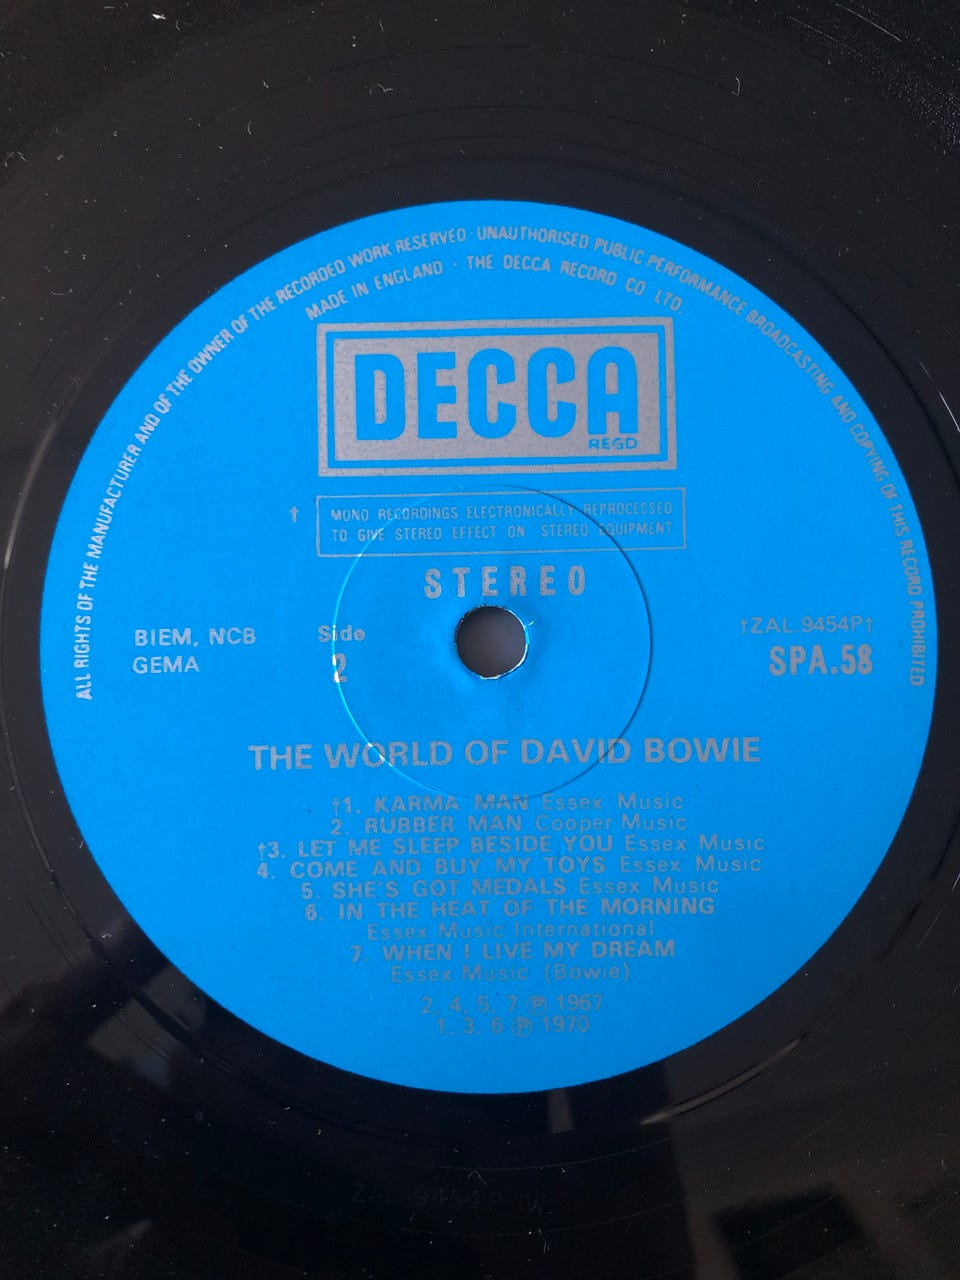 ALL RIGHTS OF THE MANUFACTURER AND OF THE OWNER OF THE RECORDED WORK RESERVED · UNAUTHORISED PUBLIC PERFORMANCE BROADCASTING AND COPYING OF THIS RECORD PROHIBITED
MADE IN ENGLAND · THE DECCA RECORD CO LTD.
DECCA
REGD
† MONO RECORDINGS ELECTRONICALLY REPROCESSED
TO GIVE STEREO EFFECT ON STEREO EQUIPMENT
STEREO
BIEM, NCB Side †ZAL.9454P†
GEMA 2 SPA.58
THE WORLD OF DAVID BOWIE
†1. KARMA MAN Essex Music
2. RUBBER MAN Cooper Music
†3. LET ME SLEEP BESIDE YOU Essex Music
4. COME AND BUY MY TOYS Essex Music
5. SHE'S GOT MEDALS Essex Music
6. IN THE HEAT OF THE MORNING
Essex Music International
7. WHEN I LIVE MY DREAM
Essex Music (Bowie)
2, 4, 5, 7 ℗ 1967
1, 3, 6 ℗ 1970
ZAL-9454P-1W